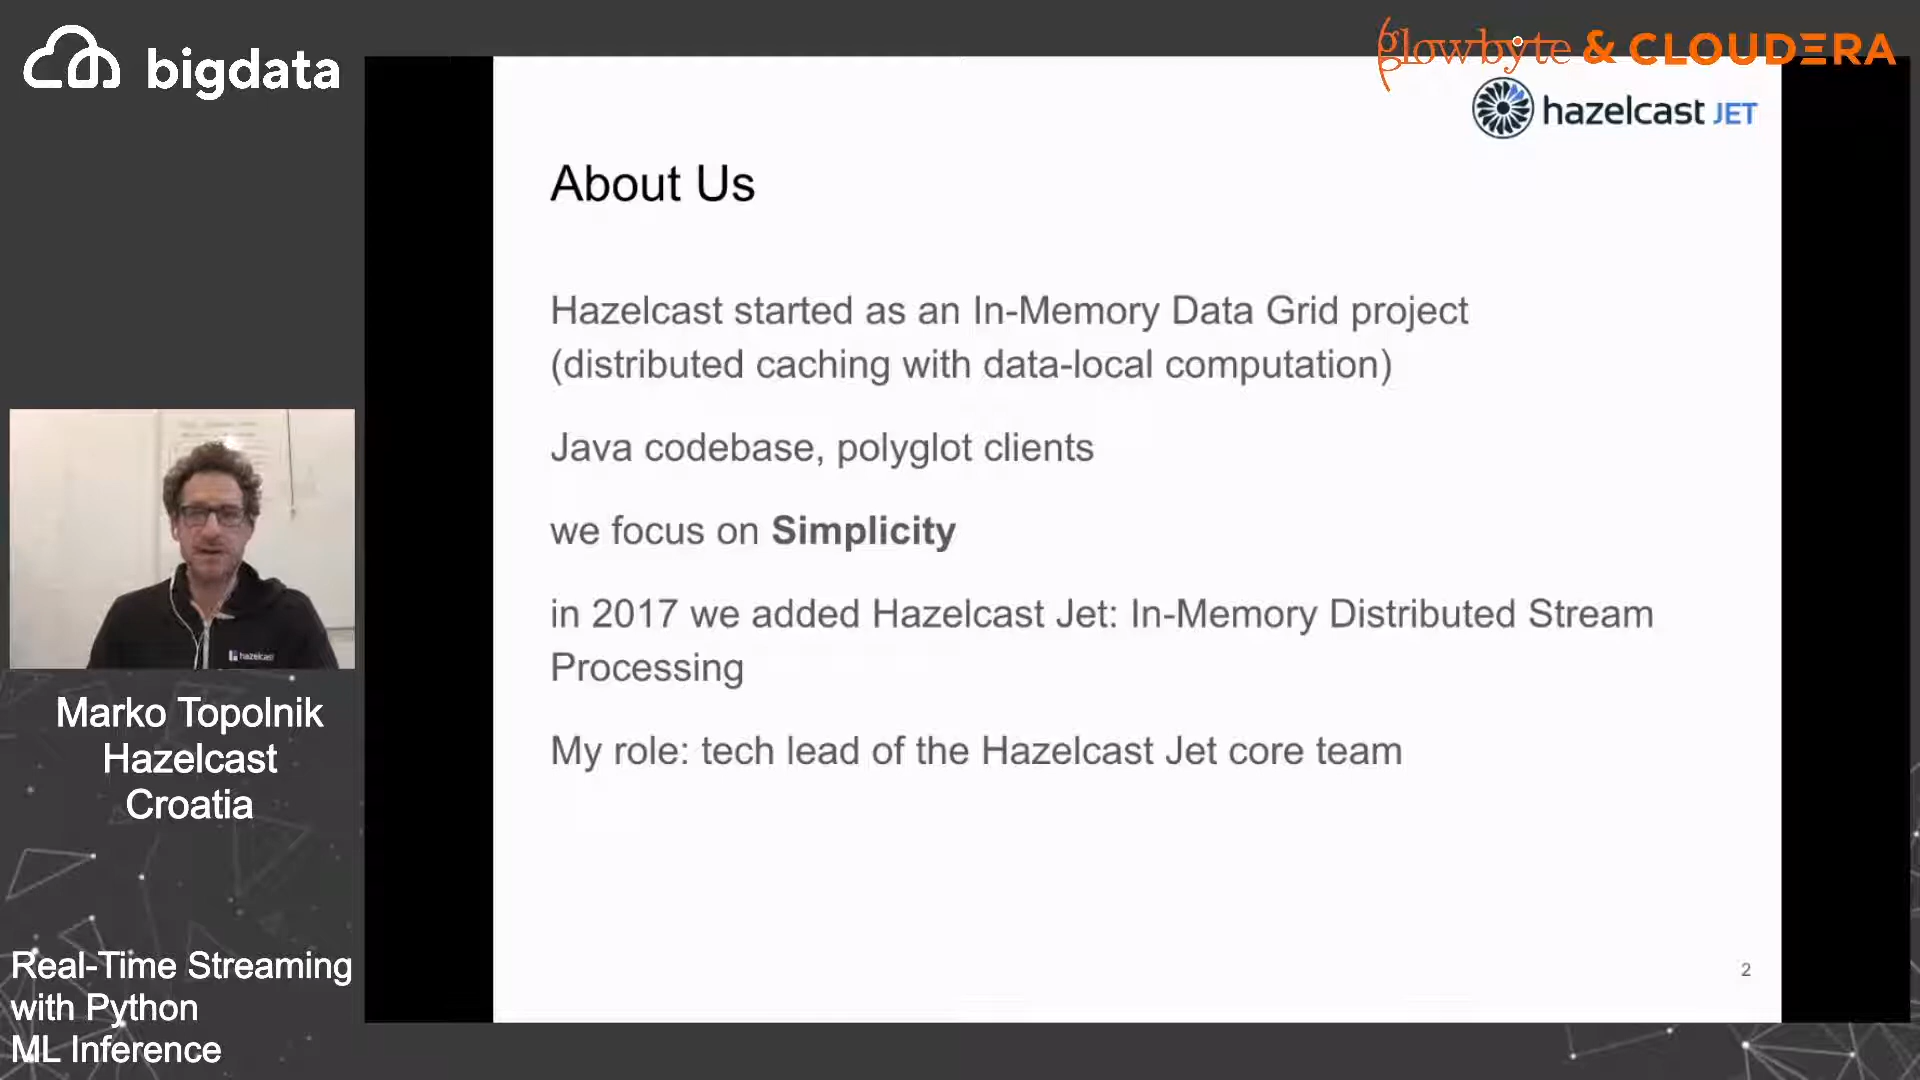 bigdata
glowbyte & CLOUDERA
hazelcast JET
About Us
Hazelcast started as an In-Memory Data Grid project
(distributed caching with data-local computation)
Java codebase, polyglot clients
we focus on Simplicity
in 2017 we added Hazelcast Jet: In-Memory Distributed Stream
Processing
My role: tech lead of the Hazelcast Jet core team
2
hazelcast
Marko Topolnik
Hazelcast
Croatia
Real-Time Streaming
with Python
ML Inference